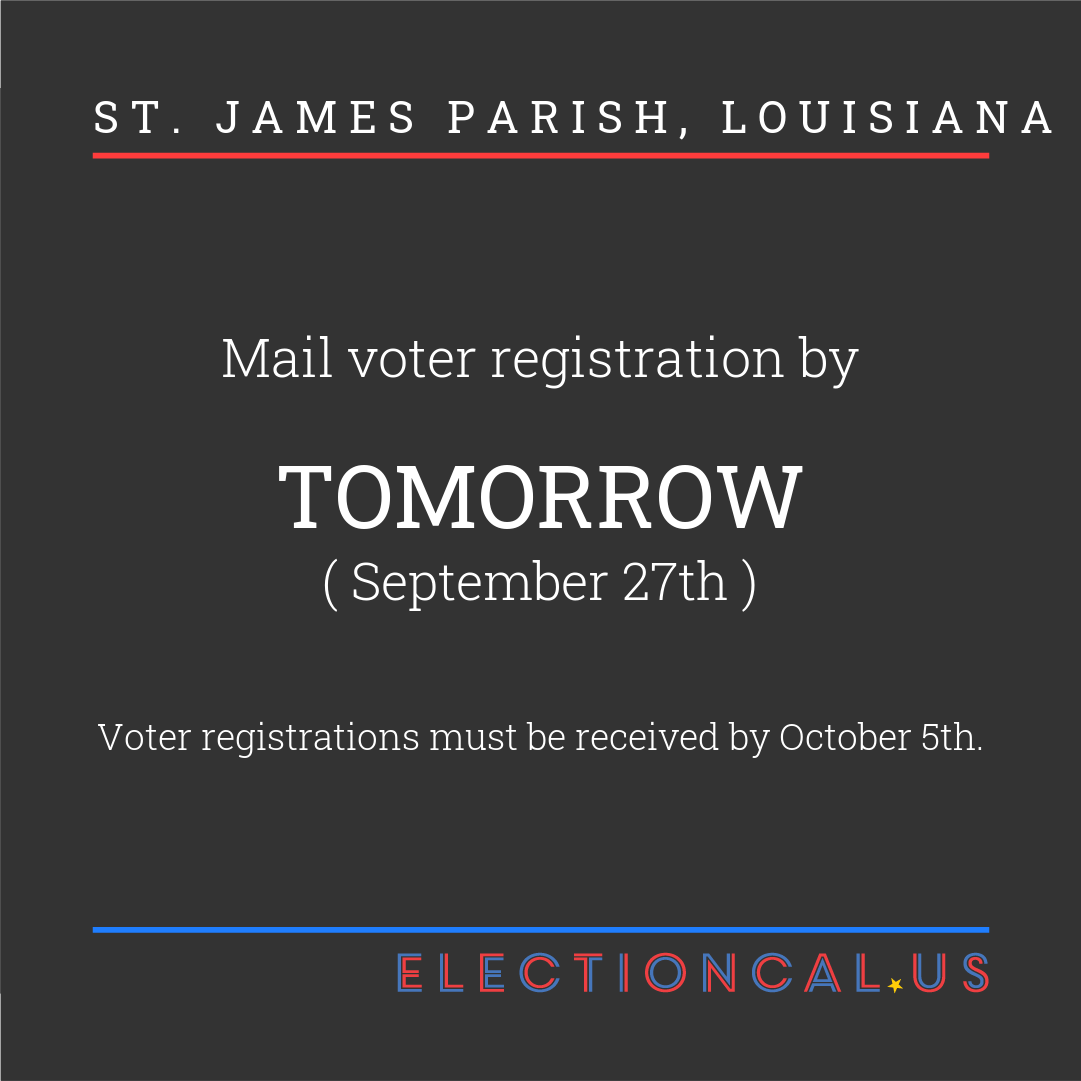 ST. JAMES PARISH, LOUISIANA
Mail voter registration by
TOMORROW
( September 27th )
Voter registrations must be received by October 5th.
ELECTIONCAL.US